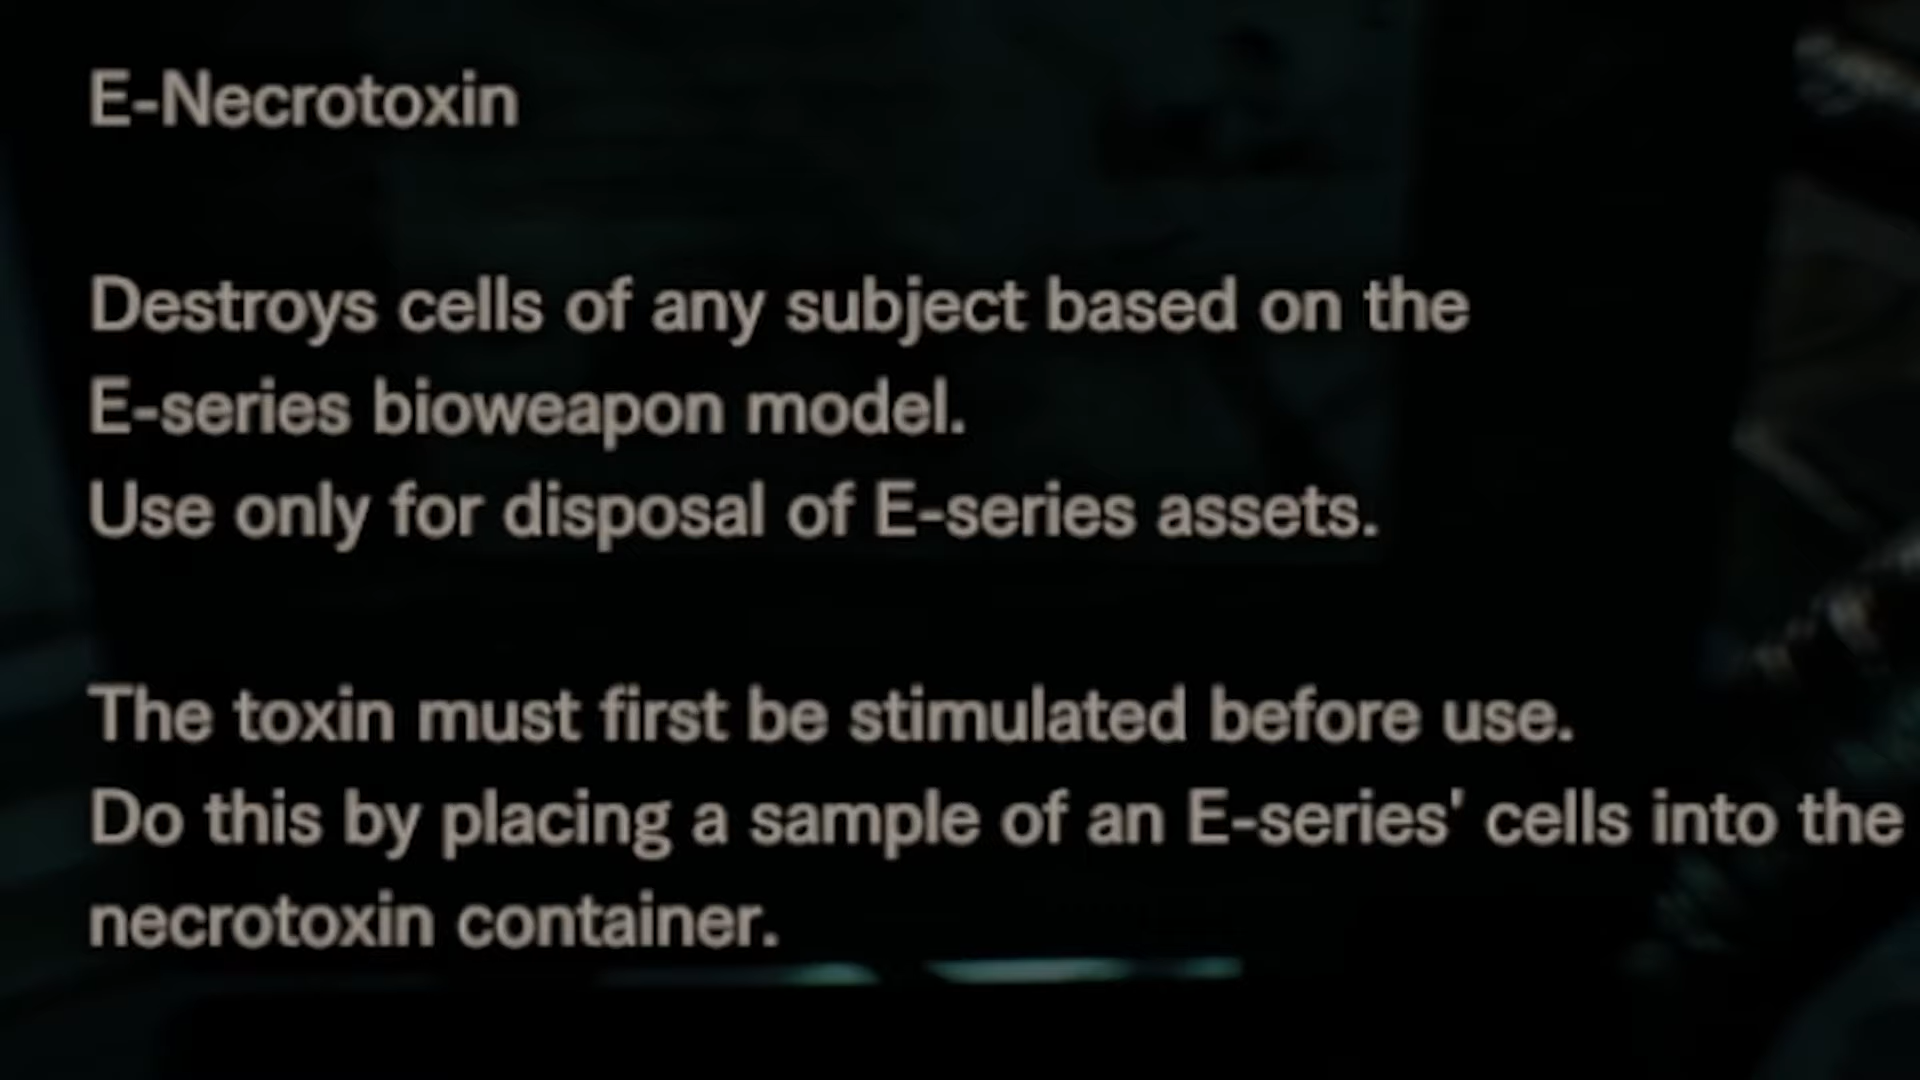 E-Necrotoxin
Destroys cells of any subject based on the
E-series bioweapon model.
Use only for disposal of E-series assets.
The toxin must first be stimulated before use.
Do this by placing a sample of an E-series' cells into the
necrotoxin container.